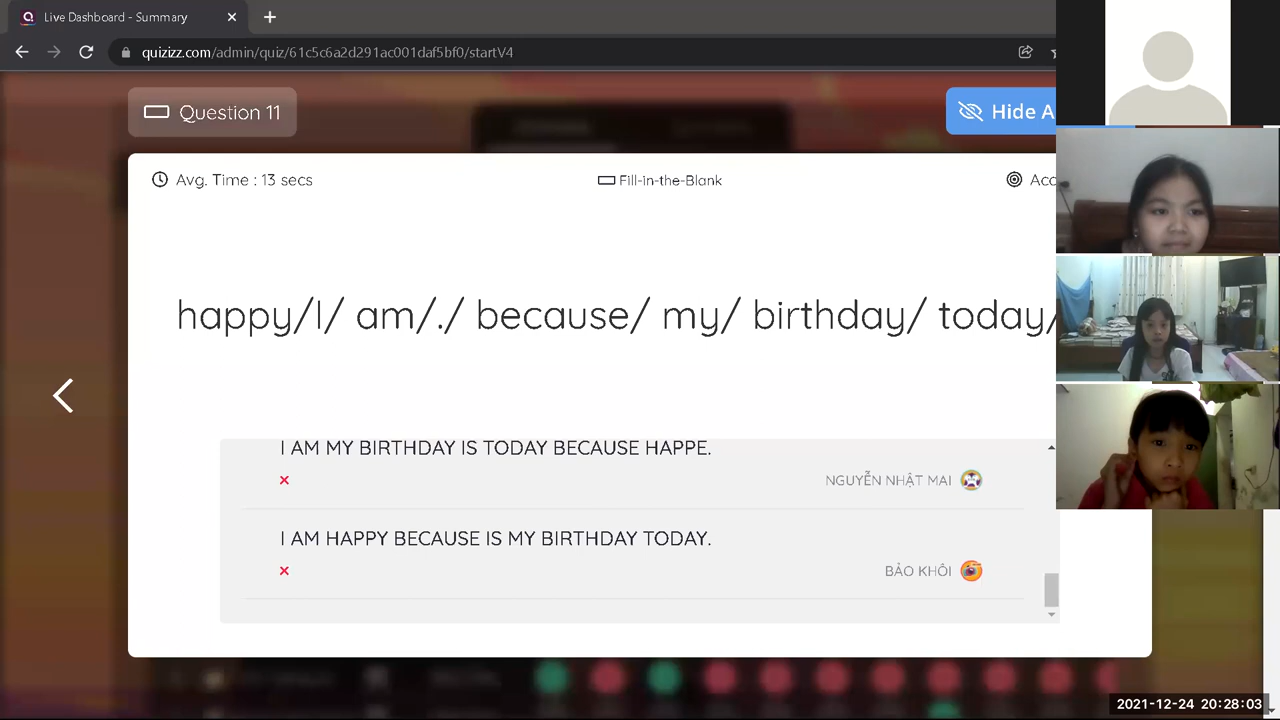 Live Dashboard - Summary
quizizz.com/admin/quiz/61c5c6a2d291ac001daf5bf0/startV4
Question 11
Hide A
Avg. Time : 13 secs
Fill-in-the-Blank
Acc
happy/I/ am/./ because/ my/ birthday/ today/
I AM MY BIRTHDAY IS TODAY BECAUSE HAPPE.
NGUYỄN NHẬT MAI
I AM HAPPY BECAUSE IS MY BIRTHDAY TODAY.
BẢO KHÔI
2021-12-24 20:28:03